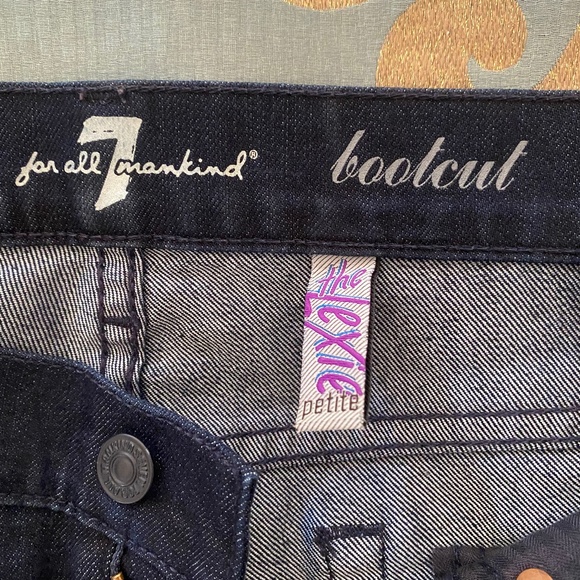 for all 7 mankind®
bootcut
the
Lexie
petite